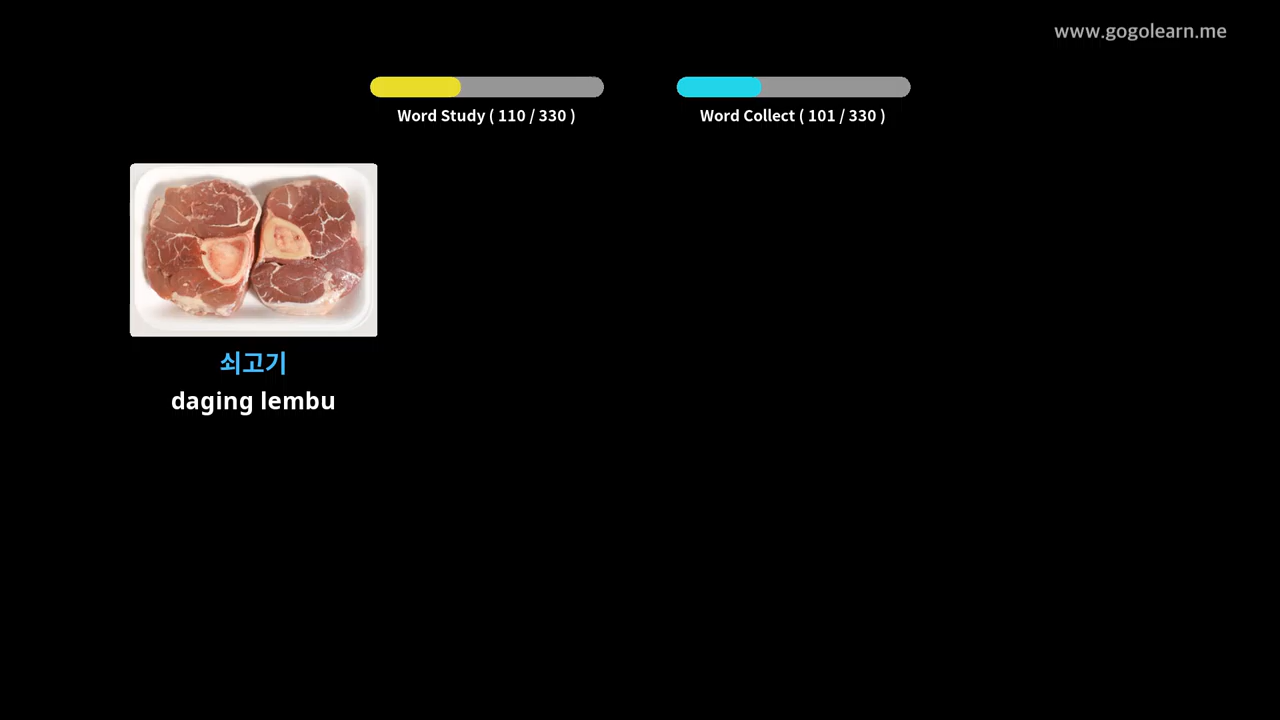 www.gogolearn.me
Word Study ( 110 / 330 )
Word Collect ( 101 / 330 )
쇠고기
daging lembu